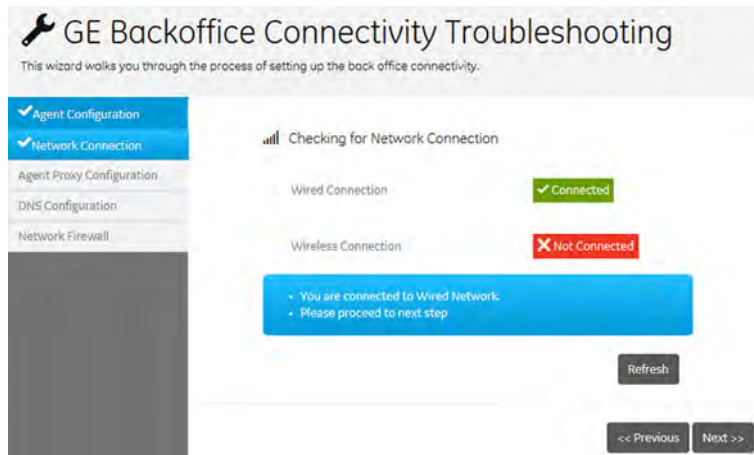 GE Backoffice Connectivity Troubleshooting
This wizard walks you through the process of setting up the back office connectivity.
Agent Configuration
Network Connection
Agent Proxy Configuration
DNS Configuration
Network Firewall
Checking for Network Connection
Wired Connection
Connected
Wireless Connection
Not Connected
• You are connected to Wired Network.
• Please proceed to next step
Refresh
<< Previous
Next >>